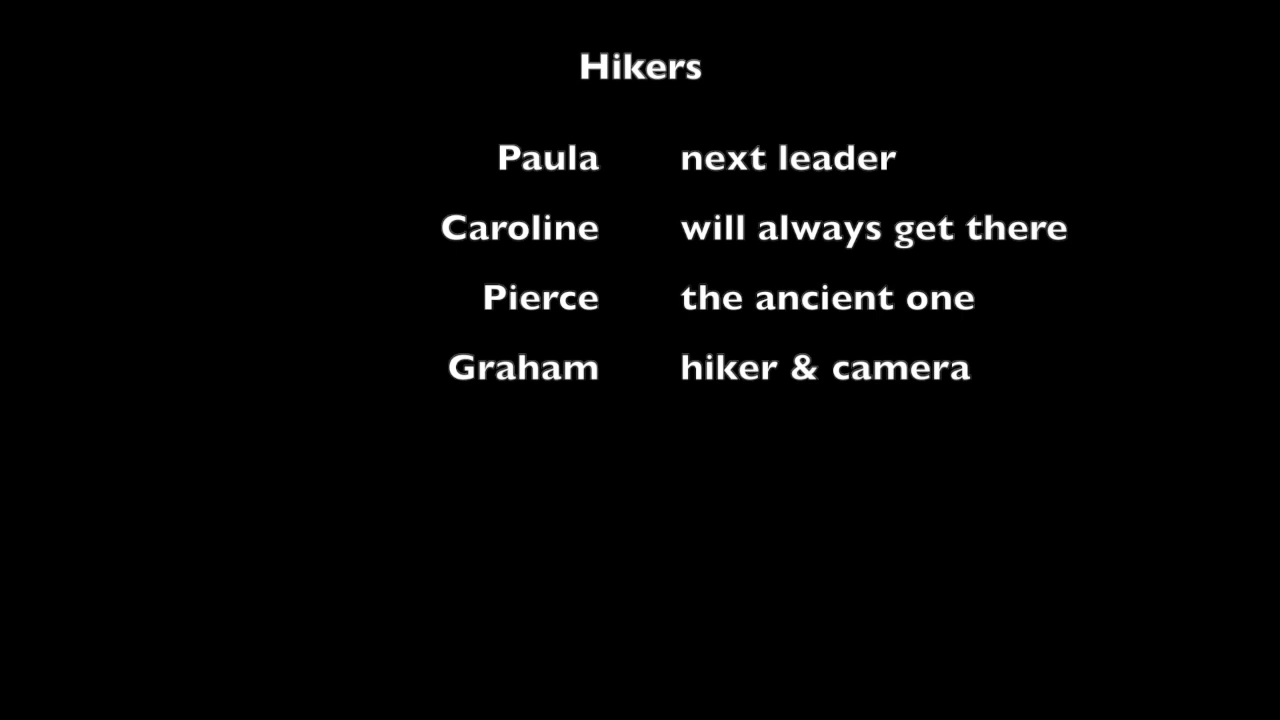 Hikers
Paula next leader
Caroline will always get there
Pierce the ancient one
Graham hiker & camera